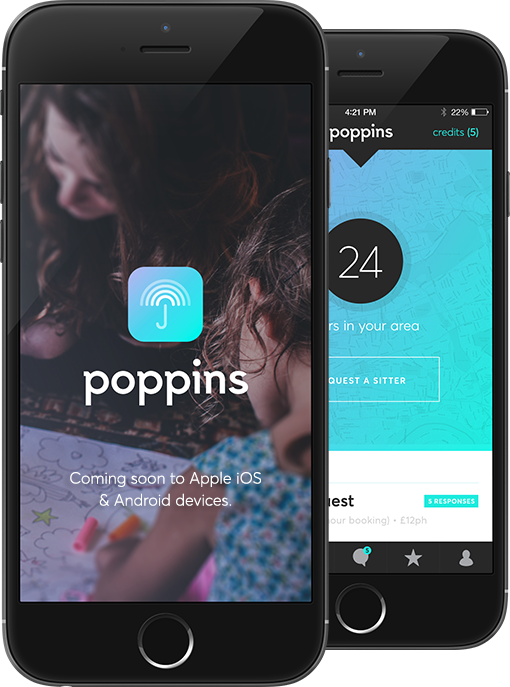 poppins
Coming soon to Apple iOS
& Android devices.
4:21 PM
22%
poppins
credits (5)
24
rs in your area
QUEST A SITTER
uest
5 RESPONSES
our booking) • £12ph
5